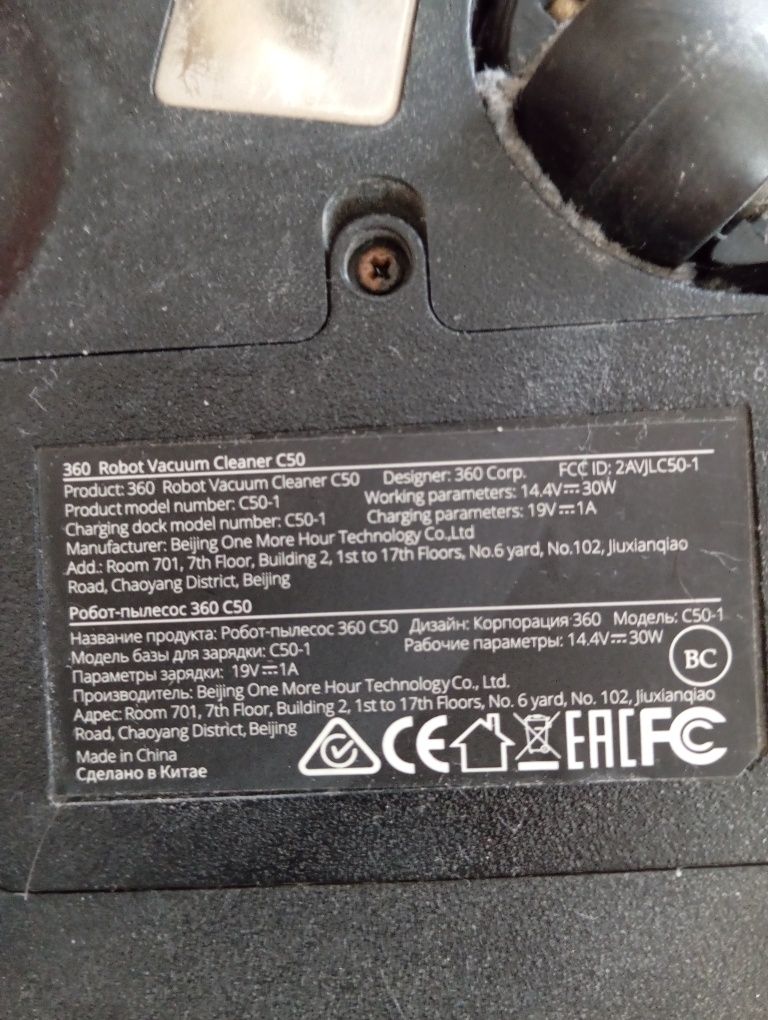 360 Robot Vacuum Cleaner C50
Product: 360 Robot Vacuum Cleaner C50 Designer: 360 Corp. FCC ID: 2AVJLC50-1
Product model number: C50-1 Working parameters: 14.4V⎓30W
Charging dock model number: C50-1 Charging parameters: 19V⎓1A
Manufacturer: Beijing One More Hour Technology Co.,Ltd
Add.: Room 701, 7th Floor, Building 2, 1st to 17th Floors, No.6 yard, No.102, Jiuxianqiao
Road, Chaoyang District, Beijing
Робот-пылесос 360 C50
Название продукта: Робот-пылесос 360 C50 Дизайн: Корпорация 360 Модель: C50-1
Модель базы для зарядки: C50-1 Рабочие параметры: 14.4V⎓30W
Параметры зарядки: 19V⎓1A
Производитель: Beijing One More Hour Technology Co., Ltd.
Адрес: Room 701, 7th Floor, Building 2, 1st to 17th Floors, No. 6 yard, No. 102, Jiuxianqiao
Road, Chaoyang District, Beijing
BC
Made in China
Сделано в Китае
CE EAC FC